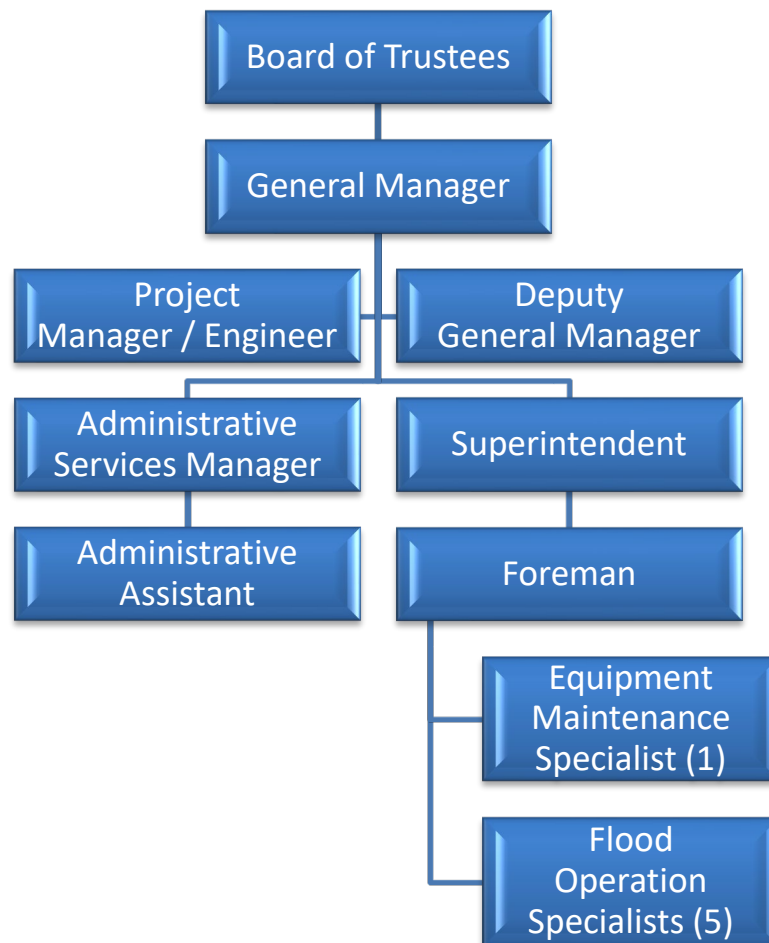 Board of Trustees
General Manager
Project
Manager / Engineer
Deputy
General Manager
Administrative
Services Manager
Superintendent
Administrative
Assistant
Foreman
Equipment
Maintenance
Specialist (1)
Flood
Operation
Specialists (5)